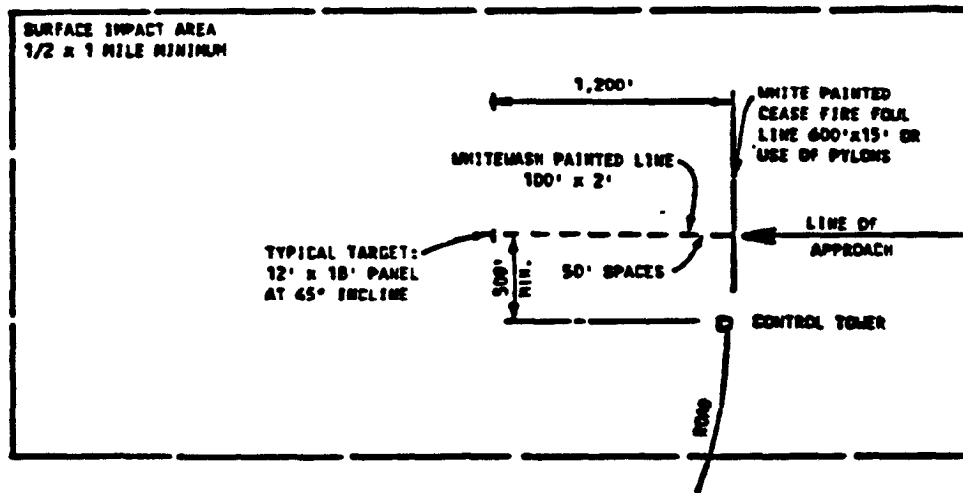 SURFACE IMPACT AREA
1/2 x 1 MILE MINIMUM
1,200'
WHITE PAINTED
CEASE FIRE FOUL
LINE 600'x15' OR
USE OF PYLONS
WHITEWASH PAINTED LINE
100' x 2'
LINE OF
APPROACH
TYPICAL TARGET:
12' x 18' PANEL
AT 45° INCLINE
500'
MIN.
50' SPACES
CONTROL TOWER
ROAD